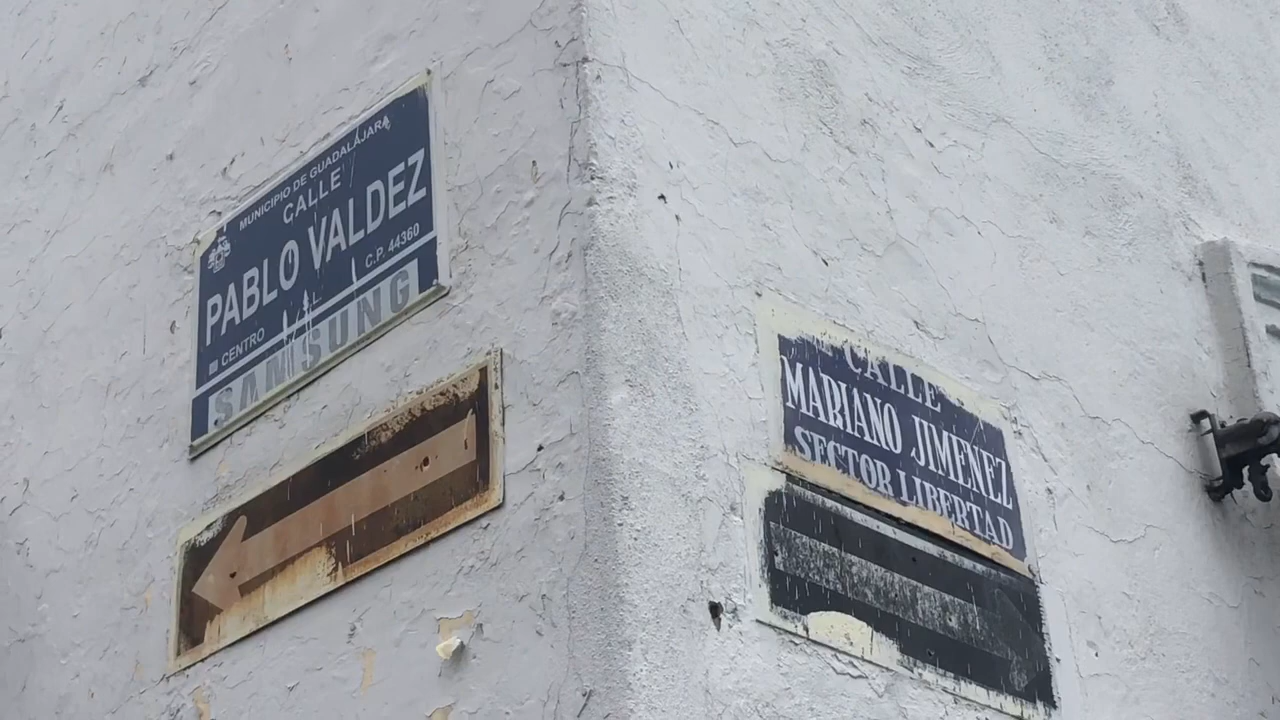 MUNICIPIO DE GUADALAJARA
CALLE
PABLO VALDEZ
CENTRO
C.P. 44360
SAMSUNG
CALLE
MARIANO JIMENEZ
SECTOR LIBERTAD